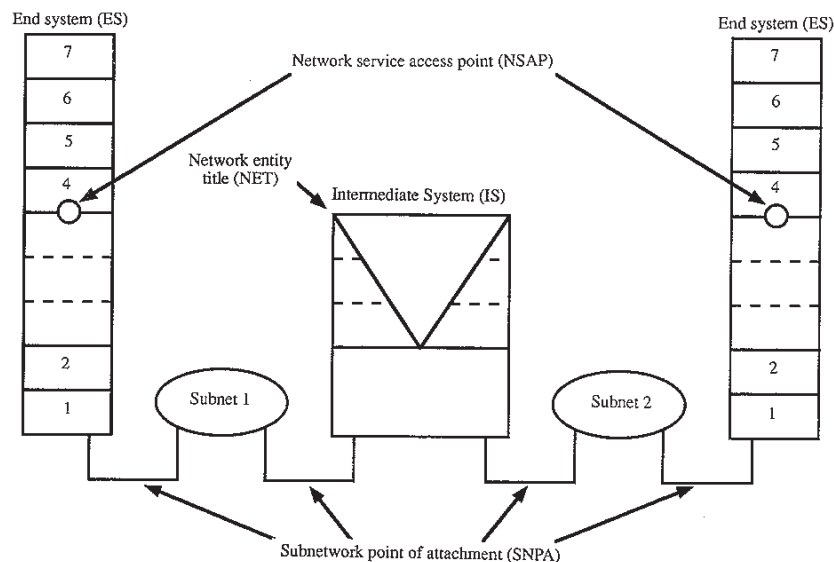 End system (ES)
7
6
5
4
2
1
Network service access point (NSAP)
Network entity
title (NET)
Intermediate System (IS)
Subnet 1
Subnet 2
End system (ES)
7
6
5
4
2
1
Subnetwork point of attachment (SNPA)